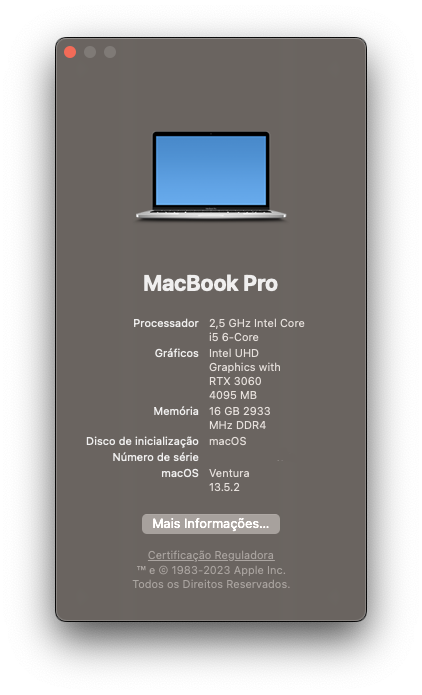 MacBook Pro
Processador 2,5 GHz Intel Core
i5 6-Core
Gráficos Intel UHD
Graphics with
RTX 3060
4095 MB
Memória 16 GB 2933
MHz DDR4
Disco de inicialização macOS
Número de série
macOS Ventura
13.5.2
Mais Informações...
Certificação Reguladora
™ e © 1983-2023 Apple Inc.
Todos os Direitos Reservados.